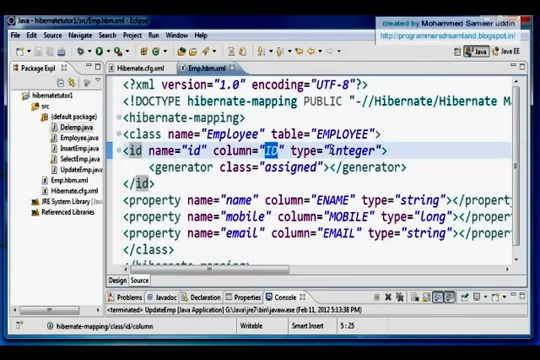 Java - hibernatetutor1/src/Emp.hbm.xml - Eclipse
created by Mohammed Sameer uddin
http://programmersdreamland.blogspot.in/
File Edit Source Navigate Search Project Run Window Help
Java Java EE
Package Expl
Hibernate.cfg.xml Emp.hbm.xml
hibernatetutor1
src
(default package)
Delemp.java
Employee.java
InsertEmp.java
SelectEmp.java
UpdateEmp.java
Emp.hbm.xml
Hibernate.cfg.xml
JRE System Library [Java
Referenced Libraries
<?xml version="1.0" encoding="UTF-8"?>
<!DOCTYPE hibernate-mapping PUBLIC "-//Hibernate/Hibernate M
<hibernate-mapping>
<class name="Employee" table="EMPLOYEE">
<id name="id" column="ID" type="integer">
<generator class="assigned"></generator>
</id>
<property name="name" column="ENAME" type="string"></property>
<property name="mobile" column="MOBILE" type="long"></property
<property name="email" column="EMAIL" type="string"></property
</class>
</hibernate-mapping>
Design Source
Problems Javadoc Declaration Properties Console
<terminated> UpdateEmp [Java Application] G:\Java\jre7\bin\javaw.exe (Feb 11, 2012 5:13:38 PM)
hibernate-mapping/class/id/column Writable Smart Insert 5 : 25